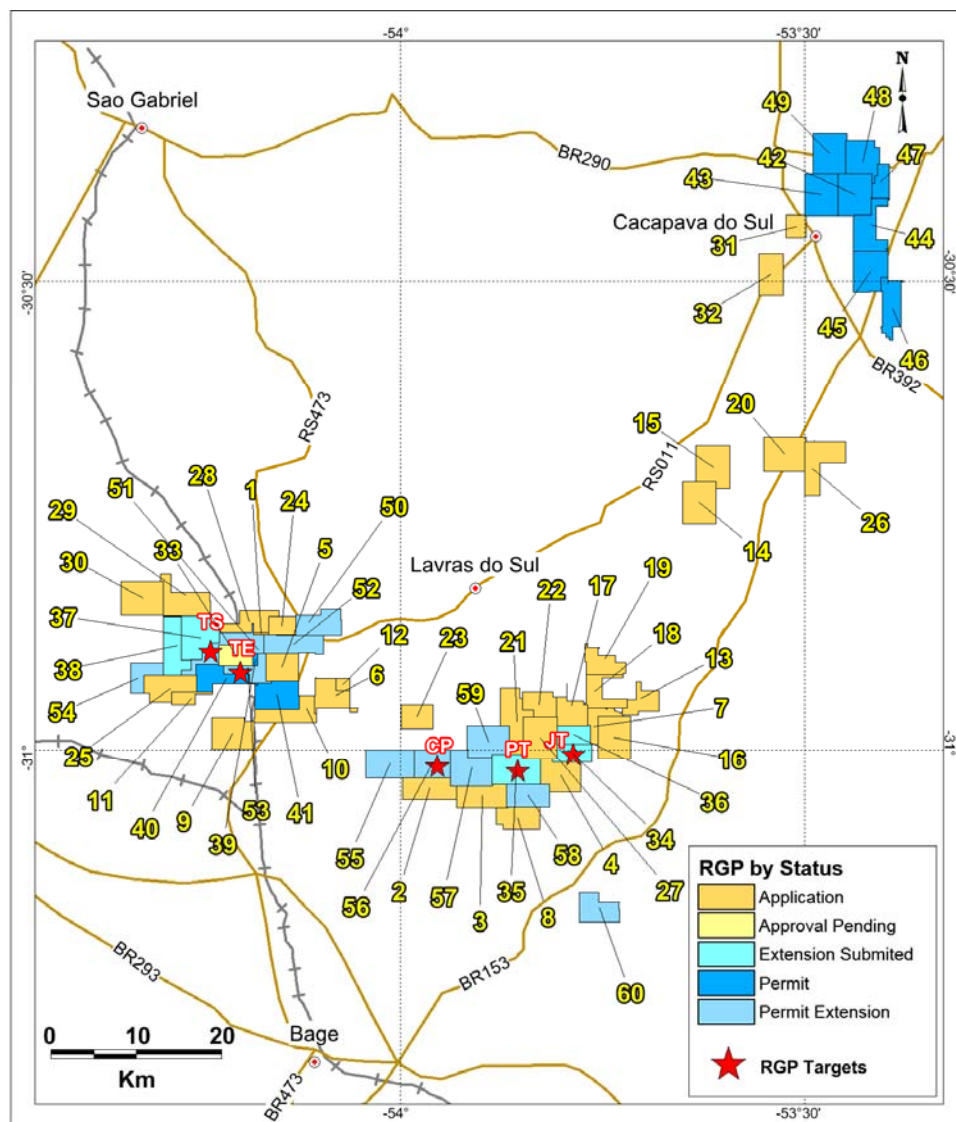 -54°
-53°30'
N
Sao Gabriel
49
48
BR290
42
47
43
Cacapava do Sul
31
44
-30°30'
-30°30'
32
45
46
BR392
RS473
20
15
RS011
28
51
1
24
50
26
14
29
5
33
Lavras do Sul
30
17
19
22
52
37
TS
12
23
21
18
TE
6
13
38
59
7
54
CP
PT
JT
-31°
25
10
16
-31°
11
36
40
9
53
41
34
39
55
58
56
2
57
35
4
27
3
8
BR153
60
BR293
RGP by Status
Application
Approval Pending
Extension Submited
Permit
Permit Extension
RGP Targets
0 10 20
Km
Bage
BR473
-54°
-53°30'